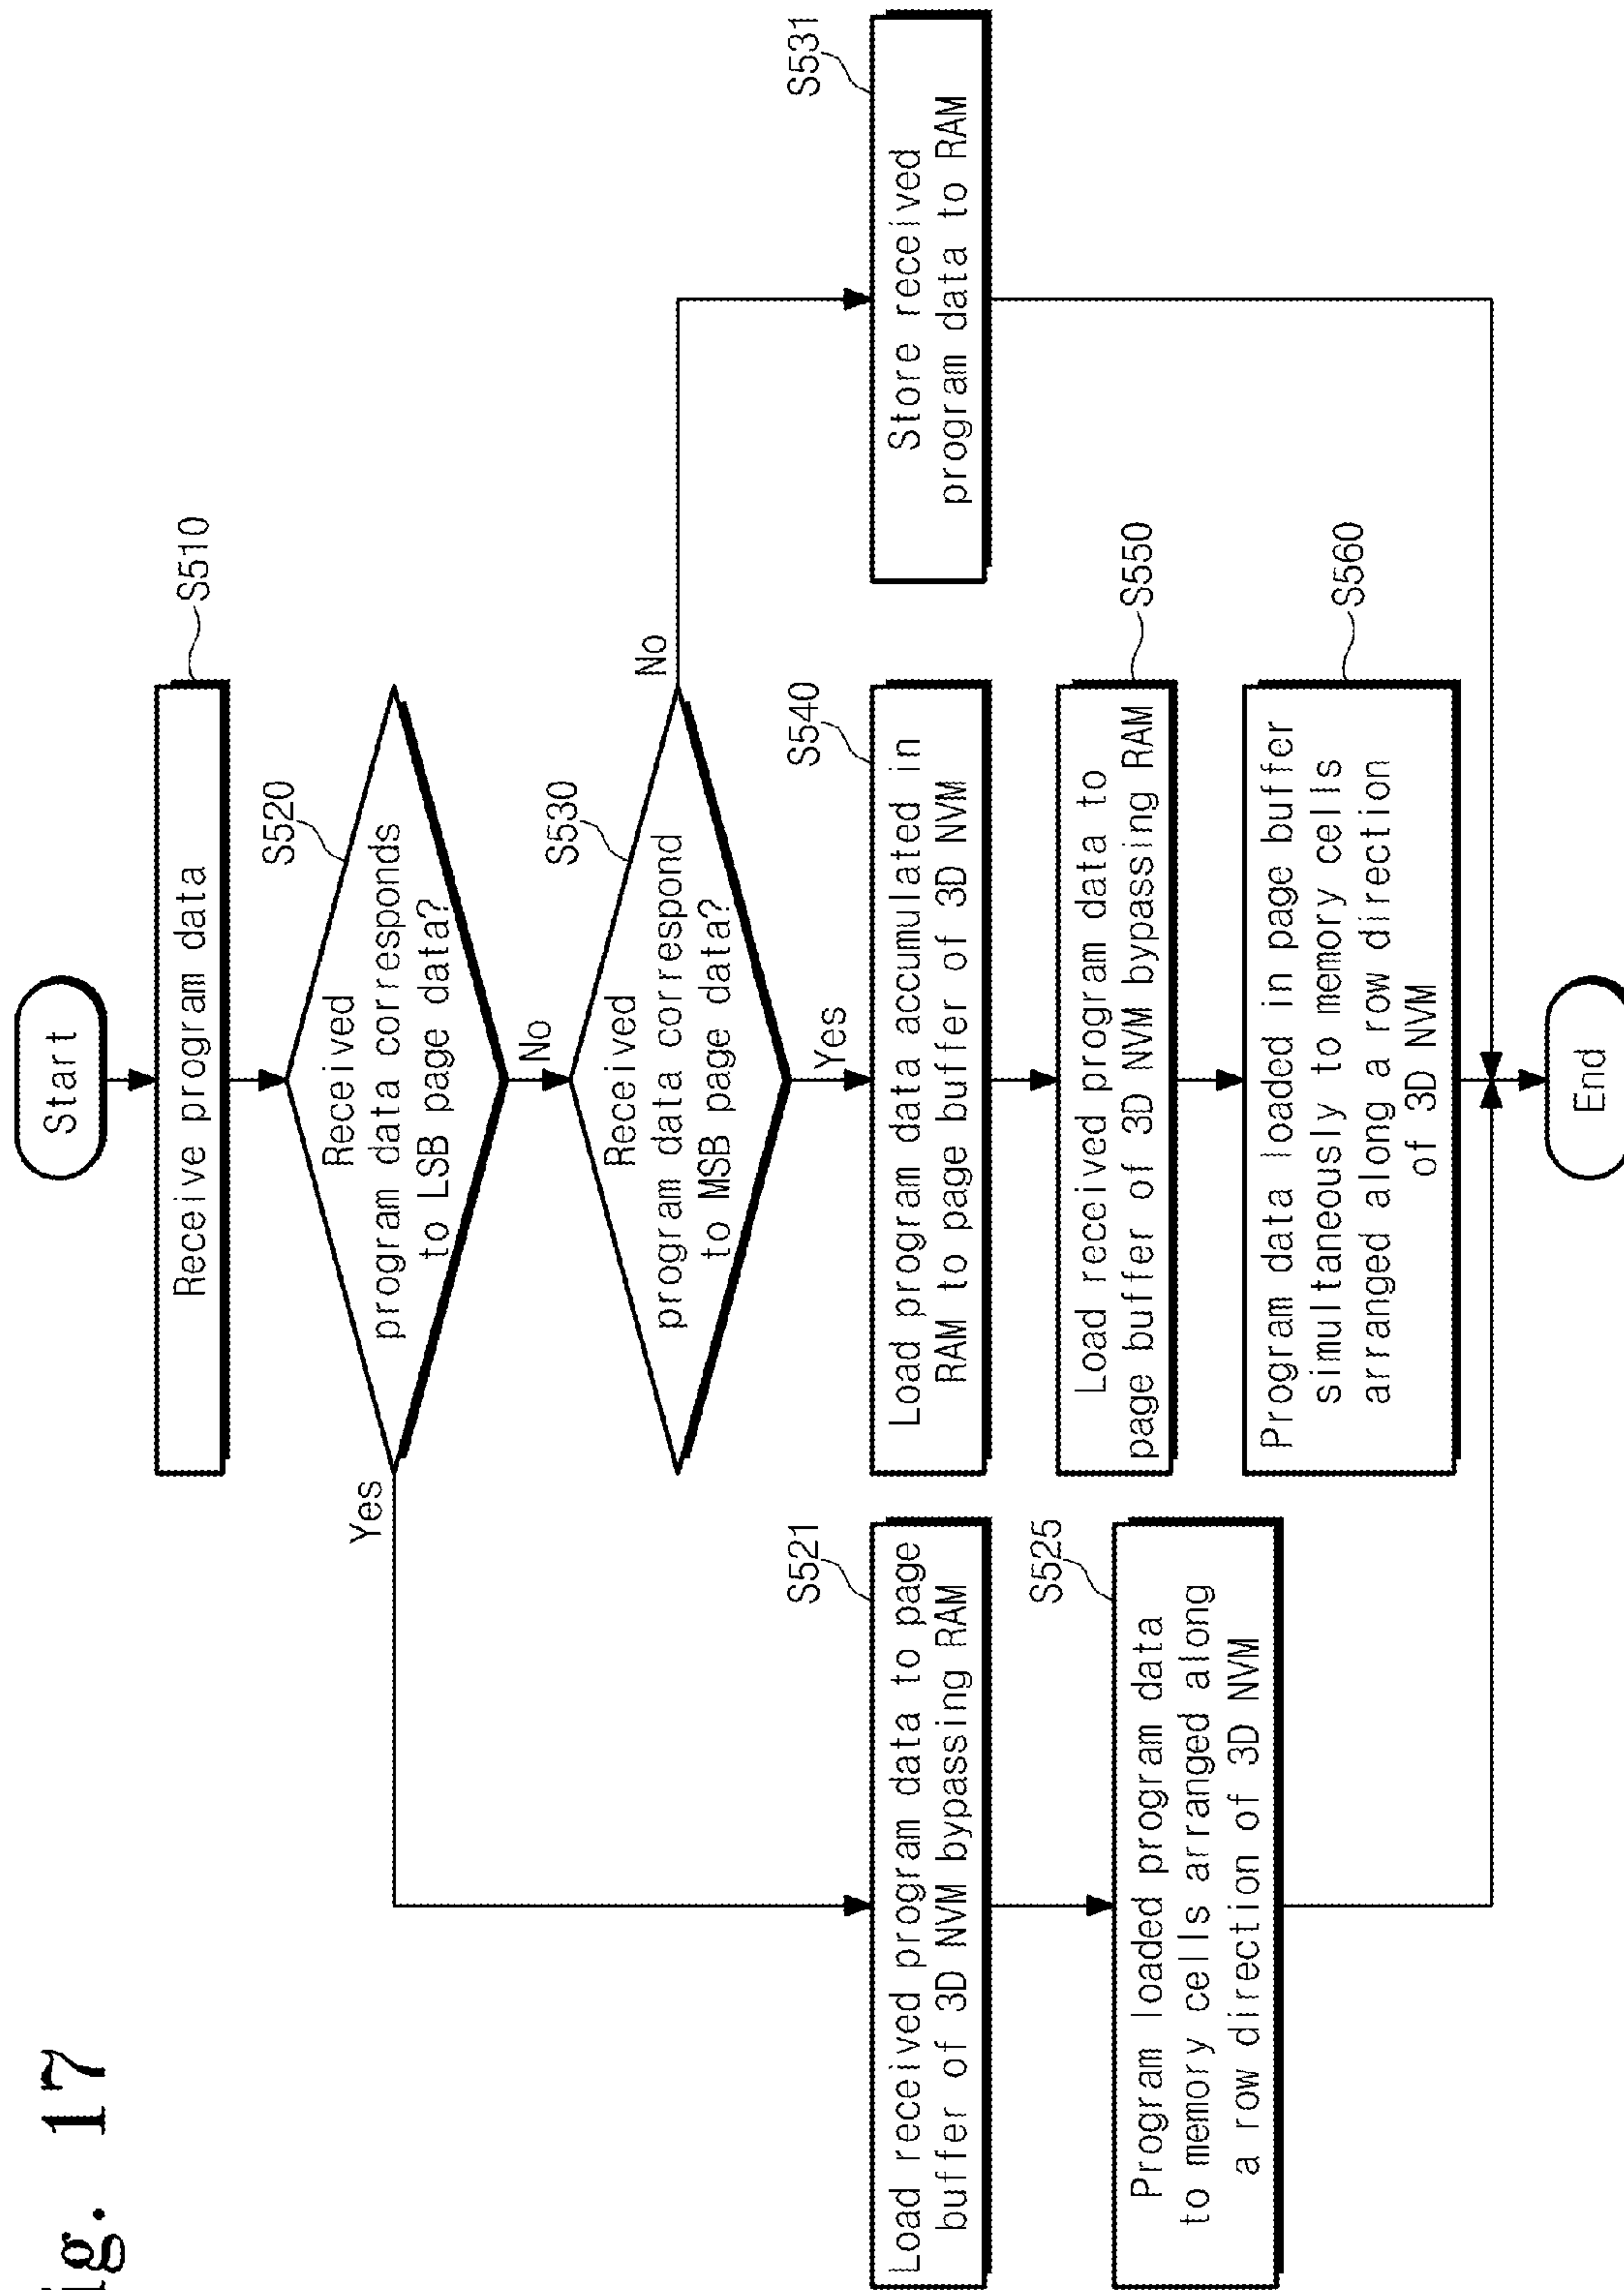 ig. 17
Start
Receive program data
S510
Received
program data corresponds
to LSB page data?
S520
Yes
No
Received
program data correspond
to MSB page data?
S530
No
Yes
Load received program data to page
buffer of 3D NVM bypassing RAM
S521
Load program data accumulated in
RAM to page buffer of 3D NVM
S540
Store received
program data to RAM
S531
Program loaded program data
to memory cells arranged along
a row direction of 3D NVM
S525
Load received program data to
page buffer of 3D NVM bypassing RAM
S550
Program data loaded in page buffer
simultaneously to memory cells
arranged along a row direction
of 3D NVM
S560
End